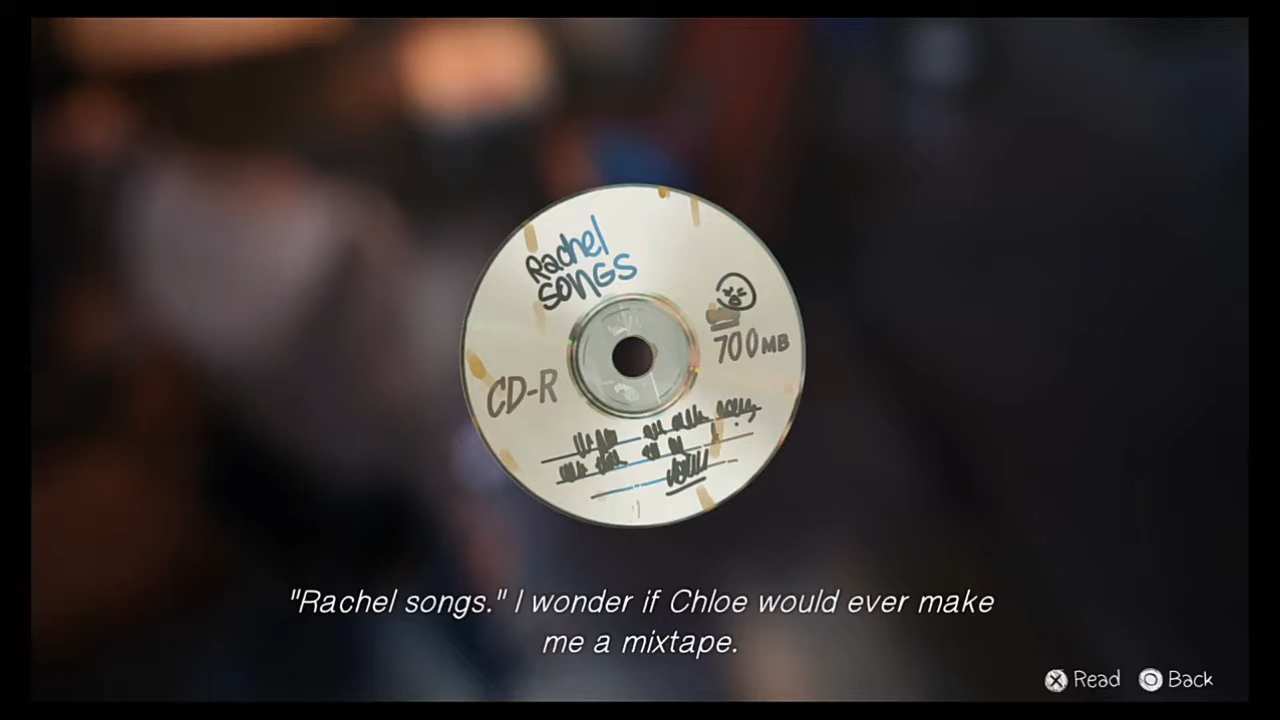 Rachel
SONGS
700MB
CD-R
"Rachel songs." I wonder if Chloe would ever make
me a mixtape.
Read Back